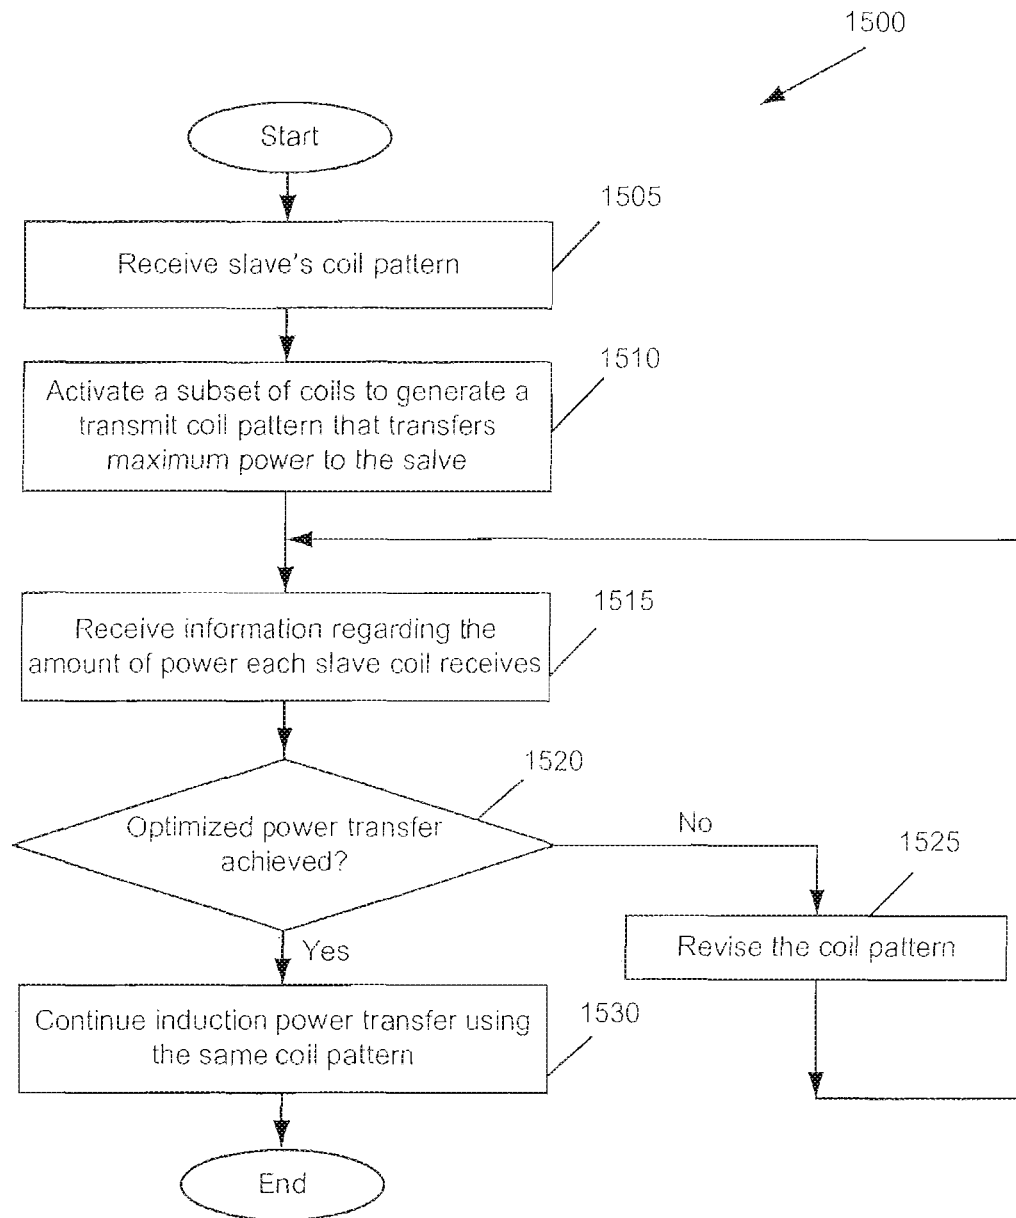 1500
Start
1505
Receive slave's coil pattern
1510
Activate a subset of coils to generate a
transmit coil pattern that transfers
maximum power to the salve
1515
Receive information regarding the
amount of power each slave coil receives
1520
Optimized power transfer
achieved?
No
1525
Revise the coil pattern
Yes
1530
Continue induction power transfer using
the same coil pattern
End